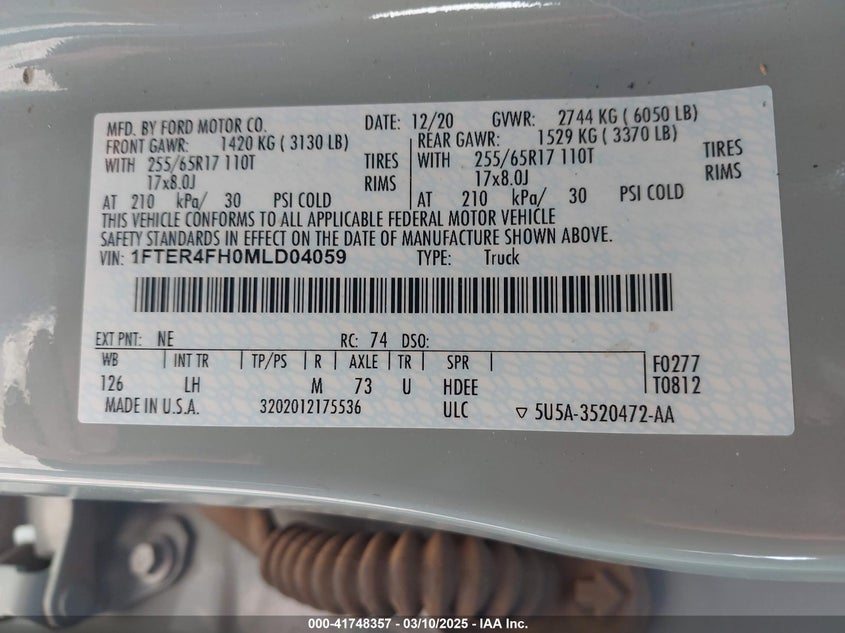 MFD. BY FORD MOTOR CO. DATE: 12/20 GVWR: 2744 KG ( 6050 LB)
FRONT GAWR: 1420 KG ( 3130 LB) REAR GAWR: 1529 KG ( 3370 LB)
WITH 255/65R17 110T TIRES WITH 255/65R17 110T TIRES
17x8.0J RIMS 17x8.0J RIMS
AT 210 kPa/ 30 PSI COLD AT 210 kPa/ 30 PSI COLD
THIS VEHICLE CONFORMS TO ALL APPLICABLE FEDERAL MOTOR VEHICLE
SAFETY STANDARDS IN EFFECT ON THE DATE OF MANUFACTURE SHOWN ABOVE.
VIN: 1FTER4FH0MLD04059 TYPE: Truck
EXT PNT: NE RC: 74 DSO:
WB INT TR TP/PS R AXLE TR SPR F0277
126 LH M 73 U HDEE T0812
MADE IN U.S.A. 3202012175536 ULC ▽ 5U5A-3520472-AA
000-41748357 - 03/10/2025 - IAA Inc.